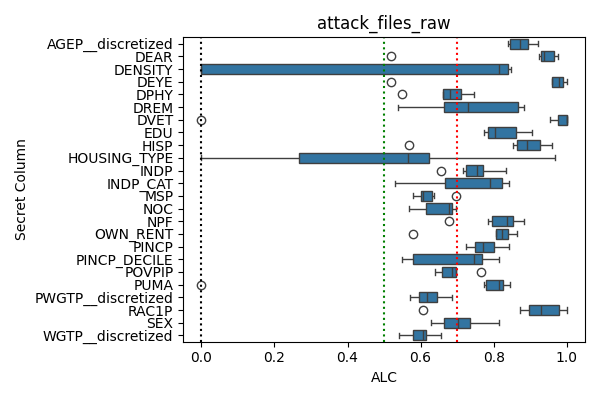 attack_files_raw
Secret Column
AGEP__discretized
DEAR
DENSITY
DEYE
DPHY
DREM
DVET
EDU
HISP
HOUSING_TYPE
INDP
INDP_CAT
MSP
NOC
NPF
OWN_RENT
PINCP
PINCP_DECILE
POVPIP
PUMA
PWGTP__discretized
RAC1P
SEX
WGTP__discretized
0.0 0.2 0.4 0.6 0.8 1.0
ALC